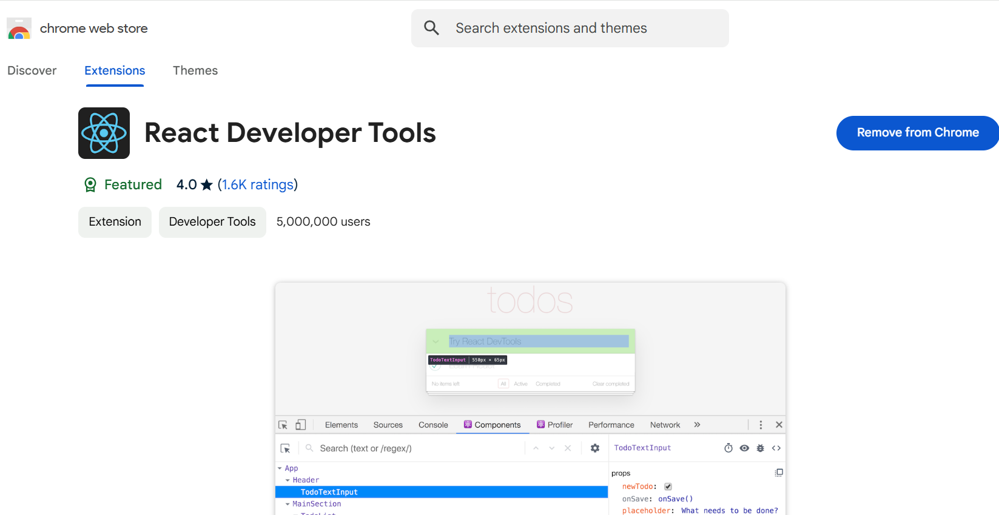 chrome web store
Search extensions and themes
Discover Extensions Themes
React Developer Tools
Remove from Chrome
Featured 4.0 ★ (1.6K ratings)
Extension Developer Tools 5,000,000 users
todos
Try React DevTools
TodoTextInput | 550px × 65px
No items left All Active Completed Clear completed
Elements Sources Console Components Profiler Performance Network »
Search (text or /regex/)
TodoTextInput
App
Header
TodoTextInput
MainSection
props
newTodo:
onSave: onSave()
placeholder: What needs to be done?